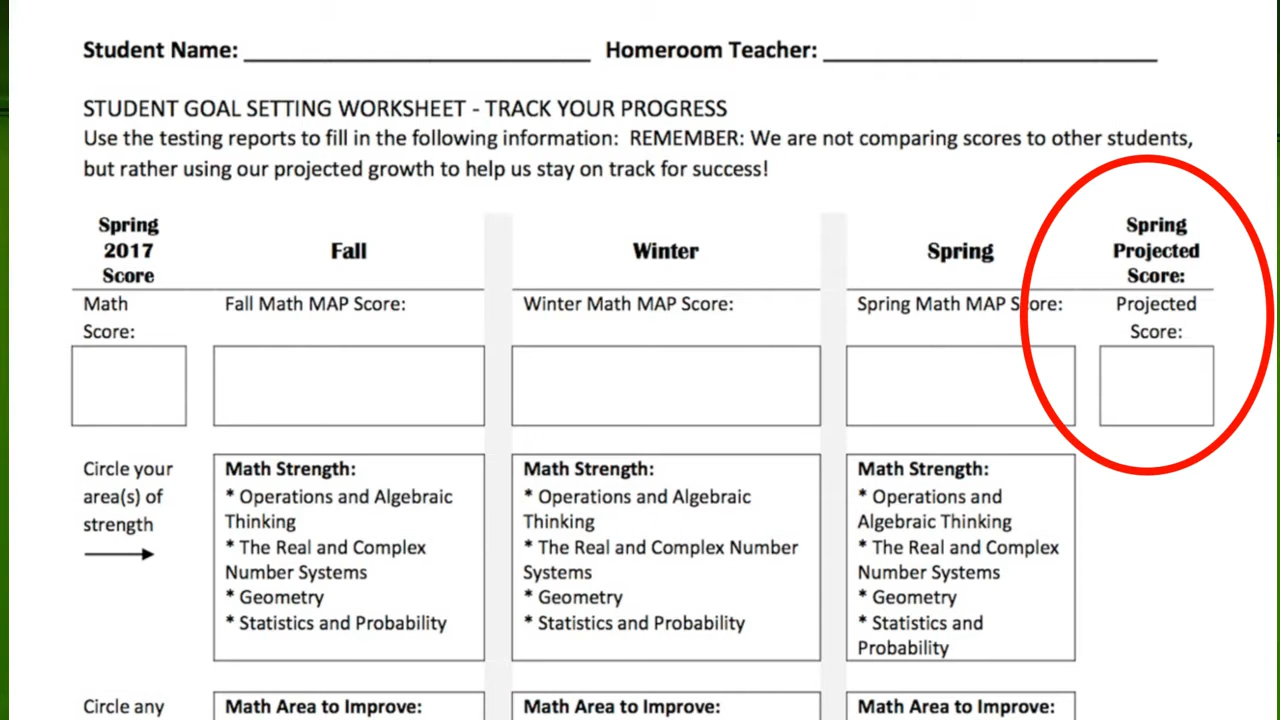 Student Name: ____________________ Homeroom Teacher: ____________________
STUDENT GOAL SETTING WORKSHEET - TRACK YOUR PROGRESS
Use the testing reports to fill in the following information: REMEMBER: We are not comparing scores to other students,
but rather using our projected growth to help us stay on track for success!
Spring
2017
Score
Fall
Winter
Spring
Spring
Projected
Score:
Math
Score:
Fall Math MAP Score:
Winter Math MAP Score:
Spring Math MAP Score:
Projected
Score:
Circle your
area(s) of
strength
Math Strength:
* Operations and Algebraic
Thinking
* The Real and Complex
Number Systems
* Geometry
* Statistics and Probability
Math Strength:
* Operations and Algebraic
Thinking
* The Real and Complex Number
Systems
* Geometry
* Statistics and Probability
Math Strength:
* Operations and
Algebraic Thinking
* The Real and Complex
Number Systems
* Geometry
* Statistics and
Probability
Circle any
Math Area to Improve:
Math Area to Improve:
Math Area to Improve: